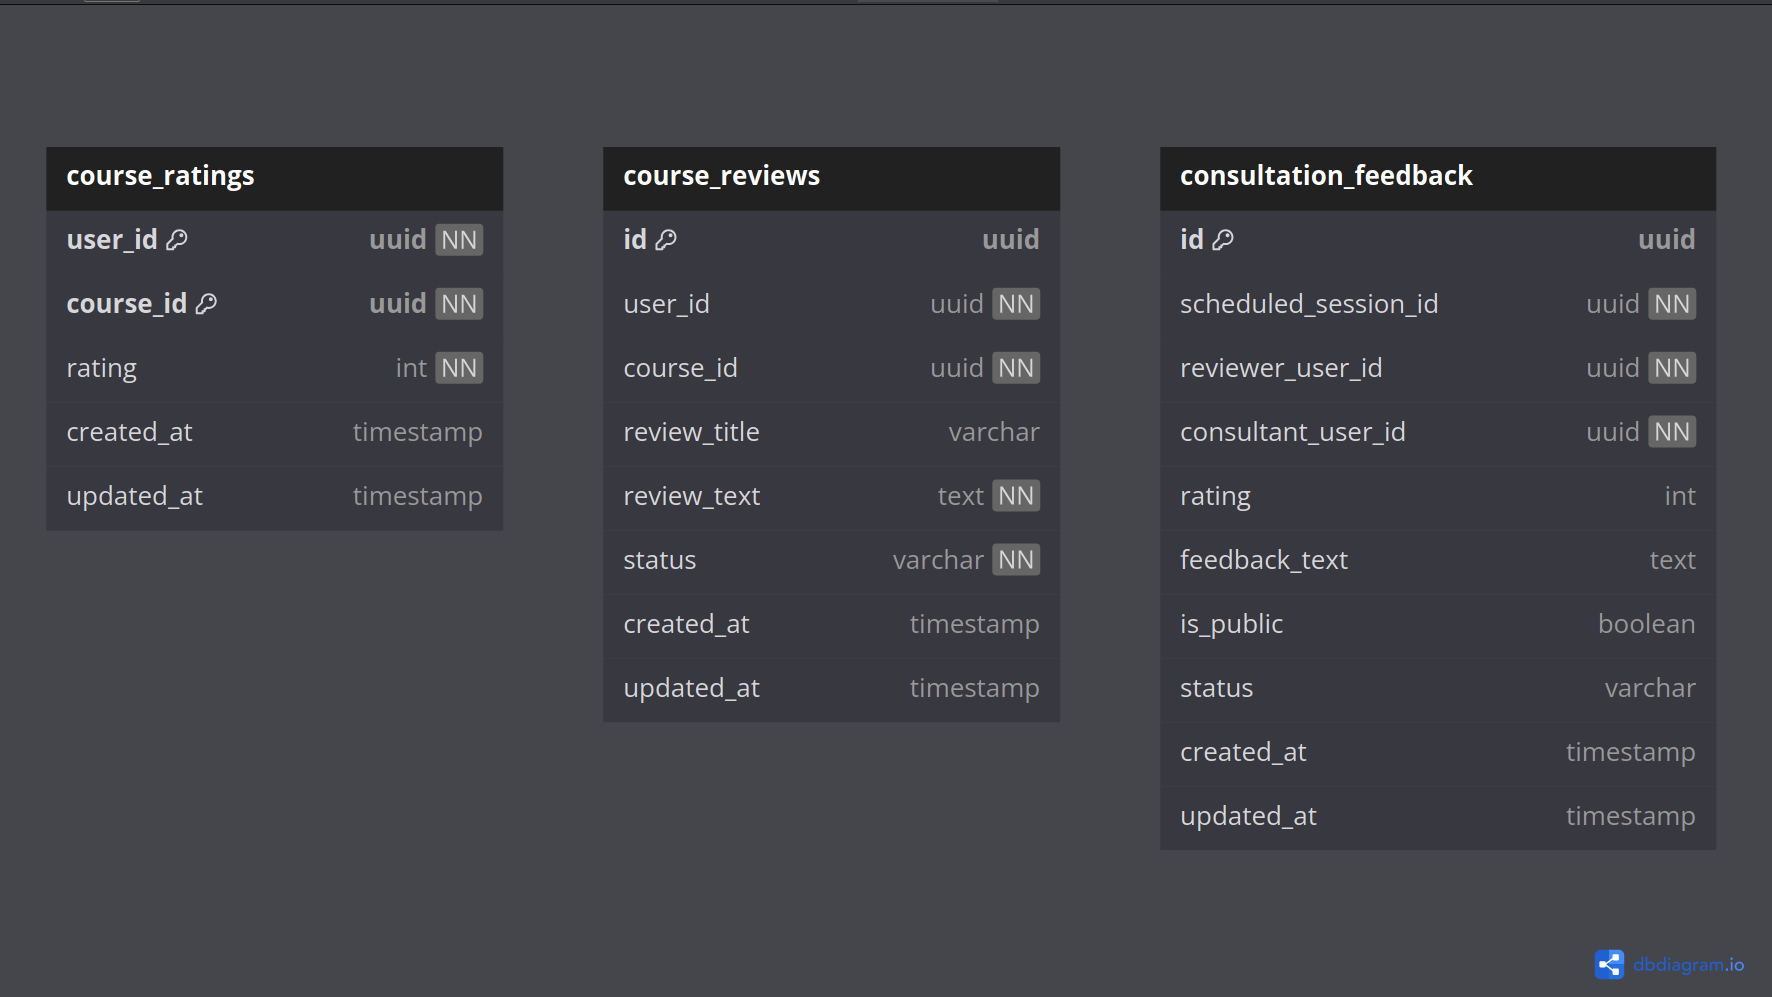 course_ratings
user_id uuid NN
course_id uuid NN
rating int NN
created_at timestamp
updated_at timestamp
course_reviews
id uuid
user_id uuid NN
course_id uuid NN
review_title varchar
review_text text NN
status varchar NN
created_at timestamp
updated_at timestamp
consultation_feedback
id uuid
scheduled_session_id uuid NN
reviewer_user_id uuid NN
consultant_user_id uuid NN
rating int
feedback_text text
is_public boolean
status varchar
created_at timestamp
updated_at timestamp
dbdiagram.io